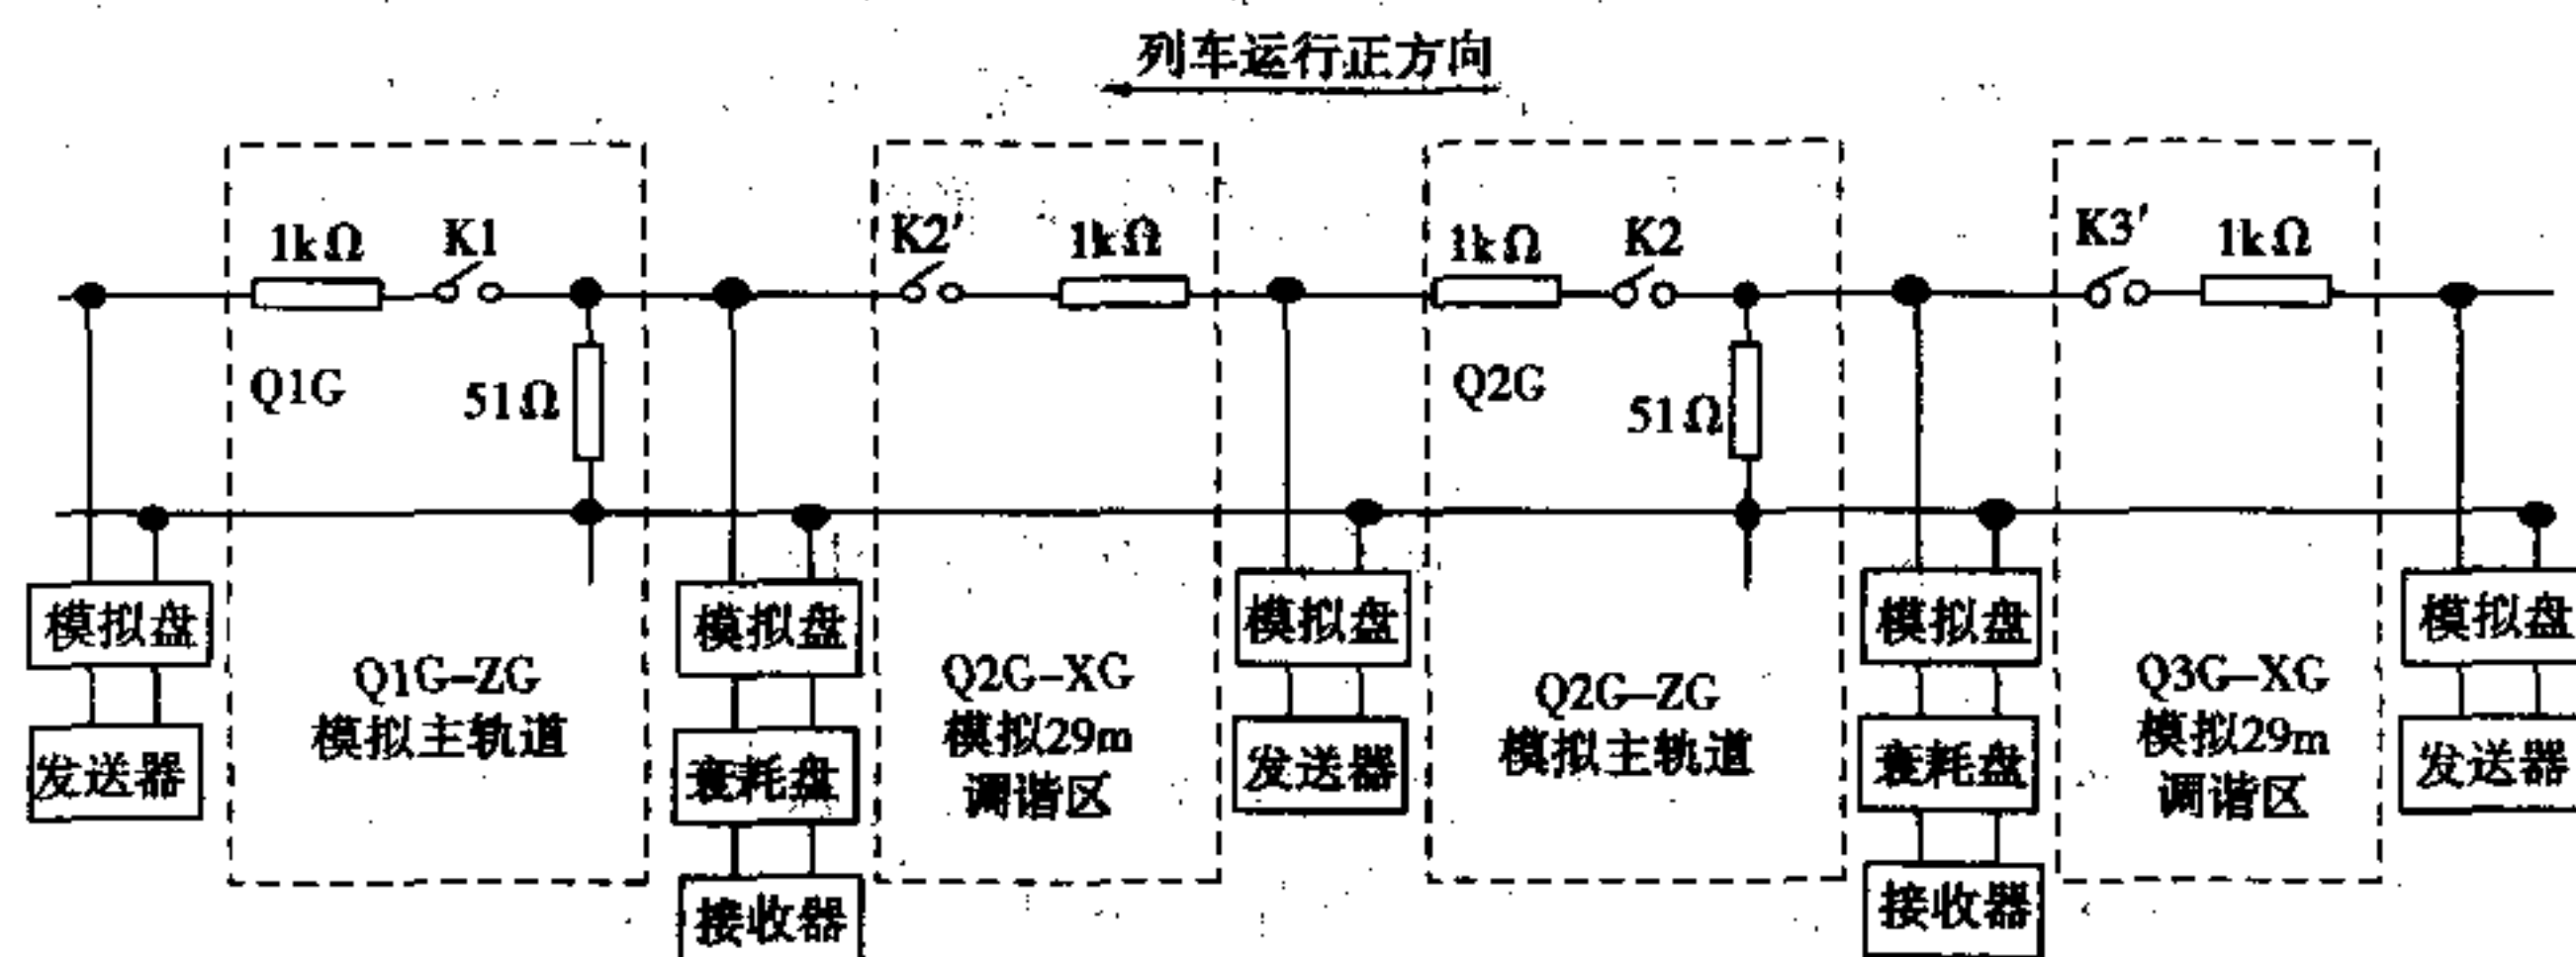 列车运行正方向
1kΩ
K1
K2'
1kΩ
1kΩ
K2
K3'
1kΩ
Q1G
51Ω
Q2G
51Ω
模拟盘
Q1G-ZG
模拟主轨道
发送器
模拟盘
衰耗盘
接收器
Q2G-XG
模拟29m
调谐区
模拟盘
发送器
Q2G-ZG
模拟主轨道
模拟盘
衰耗盘
接收器
Q3G-XG
模拟29m
调谐区
模拟盘
发送器